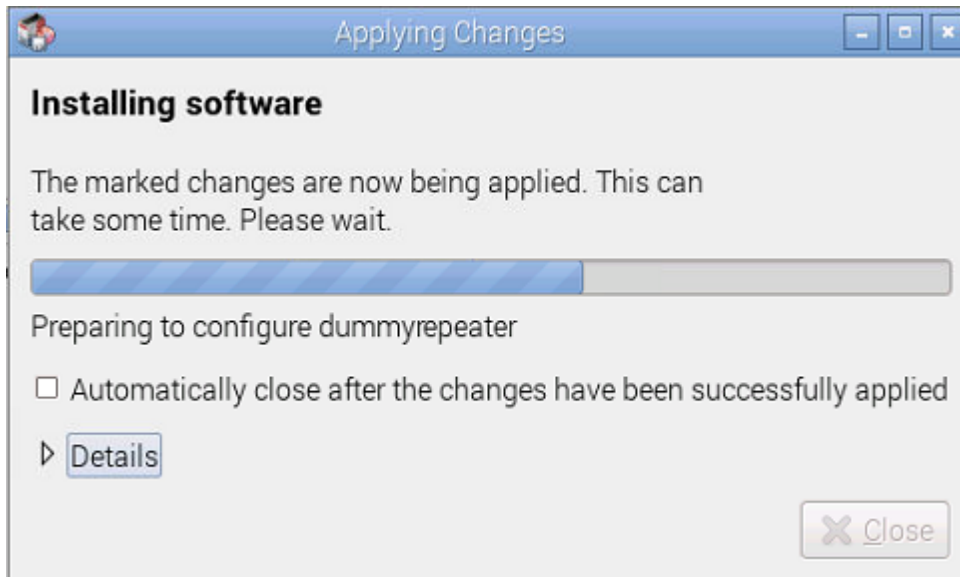 Applying Changes
Installing software
The marked changes are now being applied. This can
take some time. Please wait.
Preparing to configure dummyrepeater
Automatically close after the changes have been successfully applied
Details
Close